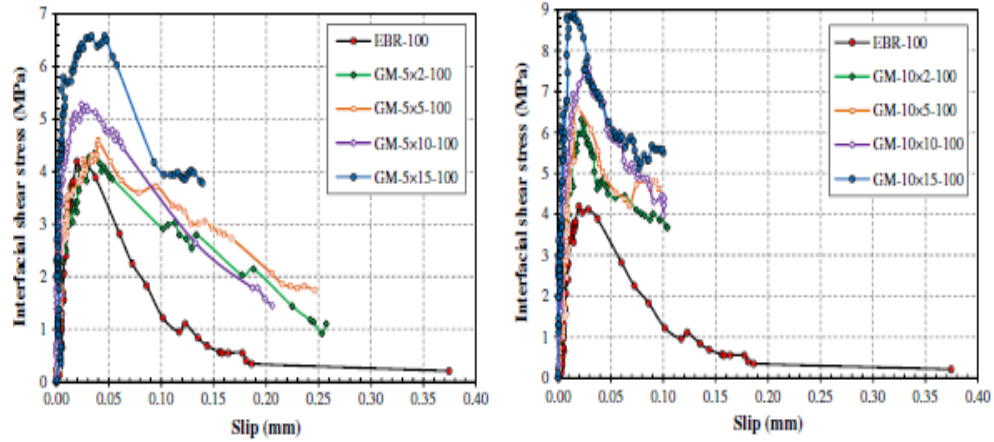 Interfacial shear stress (MPa)
7
6
5
4
3
2
1
0
EBR-100
GM-5×2-100
GM-5×5-100
GM-5×10-100
GM-5×15-100
0.00 0.05 0.10 0.15 0.20 0.25 0.30 0.35 0.40
Slip (mm)
Interfacial shear stress (MPa)
9
8
7
6
5
4
3
2
1
0
EBR-100
GM-10×2-100
GM-10×5-100
GM-10×10-100
GM-10×15-100
0.00 0.05 0.10 0.15 0.20 0.25 0.30 0.35 0.40
Slip (mm)